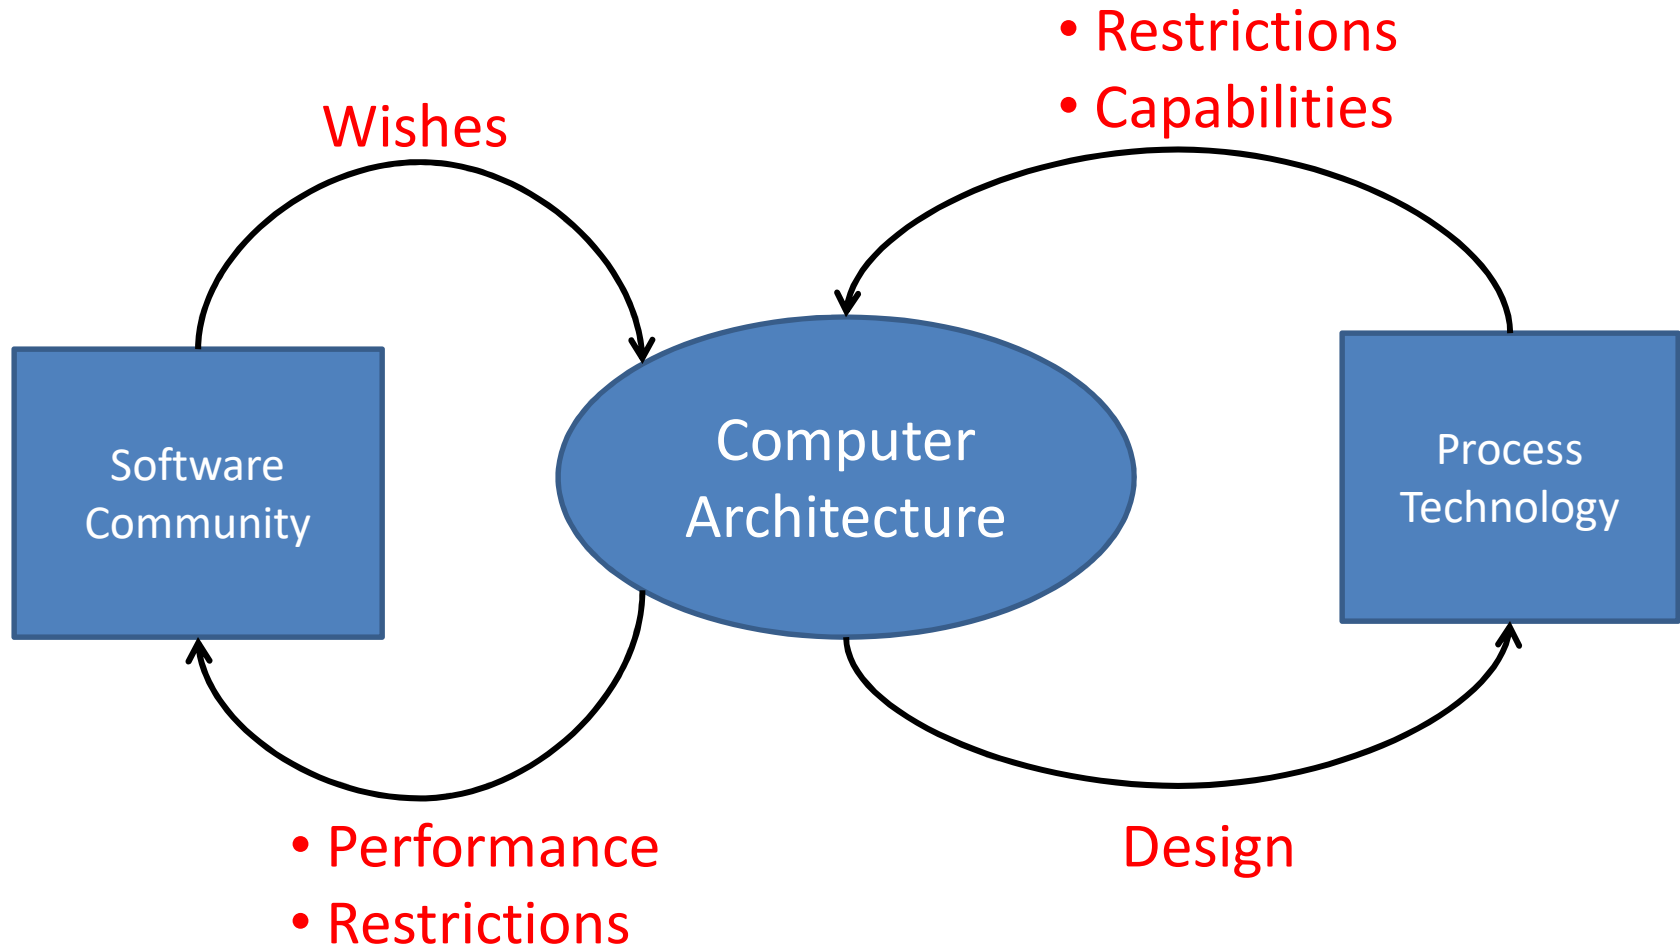 • Restrictions
• Capabilities
Wishes
Software
Community
Computer
Architecture
Process
Technology
• Performance
• Restrictions
Design